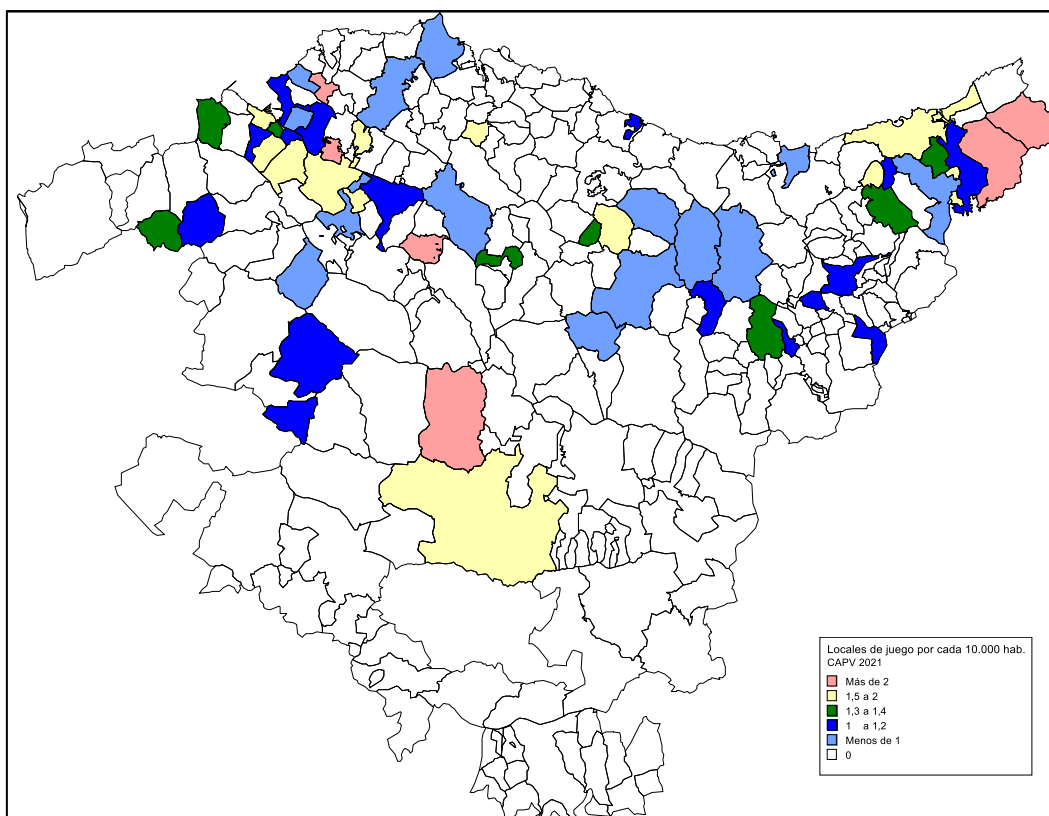 Locales de juego por cada 10.000 hab.
CAPV 2021
Más de 2
1,5 a 2
1,3 a 1,4
1 a 1,2
Menos de 1
0